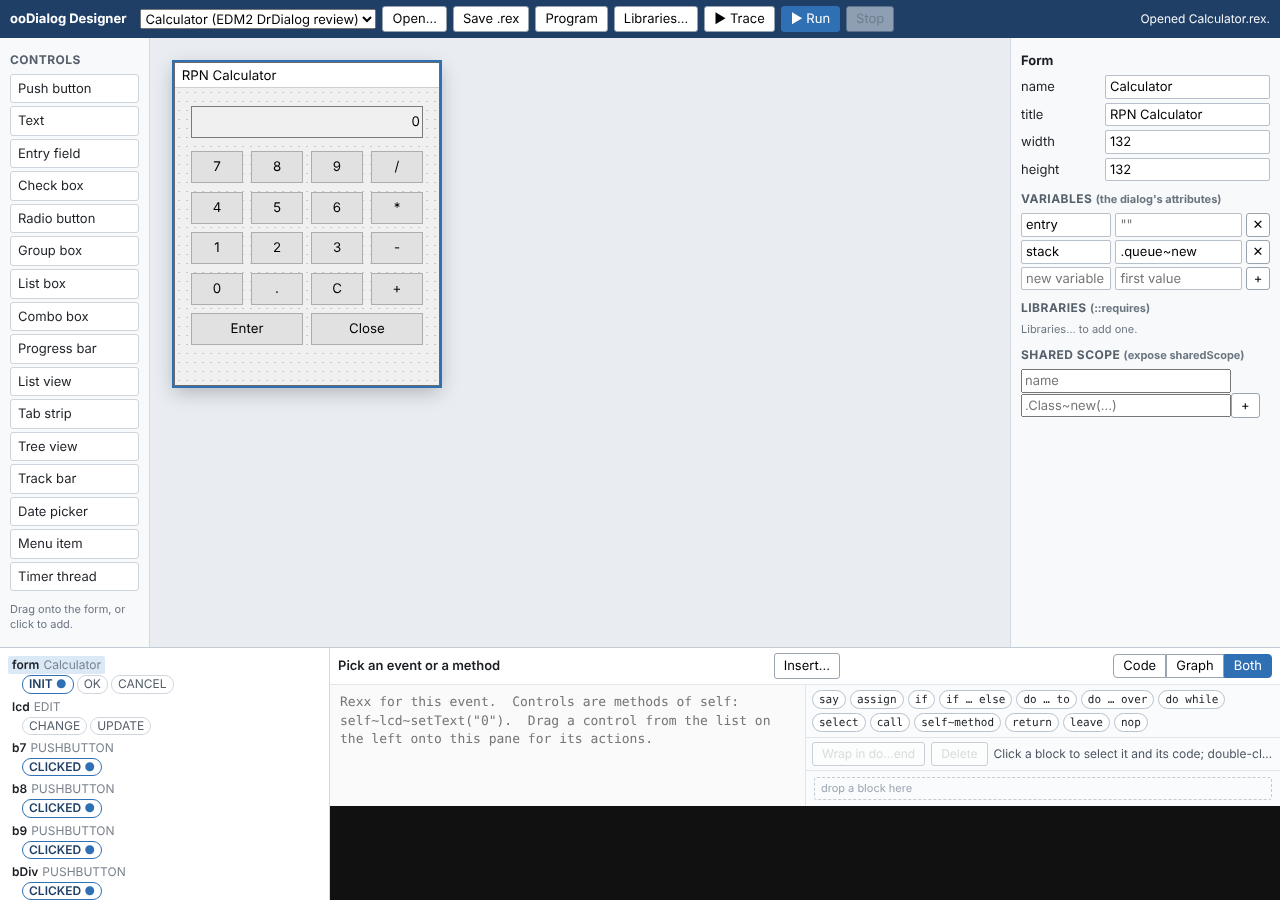 ooDialog Designer
Calculator (EDM2 DrDialog review)
Open...
Save .rex
Program
Libraries...
▶ Trace
▶ Run
Stop
Opened Calculator.rex.
CONTROLS
Push button
Text
Entry field
Check box
Radio button
Group box
List box
Combo box
Progress bar
List view
Tab strip
Tree view
Track bar
Date picker
Menu item
Timer thread
Drag onto the form, or
click to add.
RPN Calculator
0
7 8 9 /
4 5 6 *
1 2 3 -
0 . C +
Enter Close
Form
name Calculator
title RPN Calculator
width 132
height 132
VARIABLES (the dialog's attributes)
entry "" ✕
stack .queue~new ✕
new variable first value +
LIBRARIES (::requires)
Libraries... to add one.
SHARED SCOPE (expose sharedScope)
name
.Class~new(...) +
form Calculator
INIT OK CANCEL
lcd EDIT
CHANGE UPDATE
b7 PUSHBUTTON
CLICKED
b8 PUSHBUTTON
CLICKED
b9 PUSHBUTTON
CLICKED
bDiv PUSHBUTTON
CLICKED
Pick an event or a method
Insert...
Code Graph Both
Rexx for this event.  Controls are methods of self:
self~lcd~setText("0").  Drag a control from the list on
the left onto this pane for its actions.
say assign if if … else do … to do … over do while
select call self~method return leave nop
Wrap in do...end Delete Click a block to select it and its code; double-cl...
drop a block here